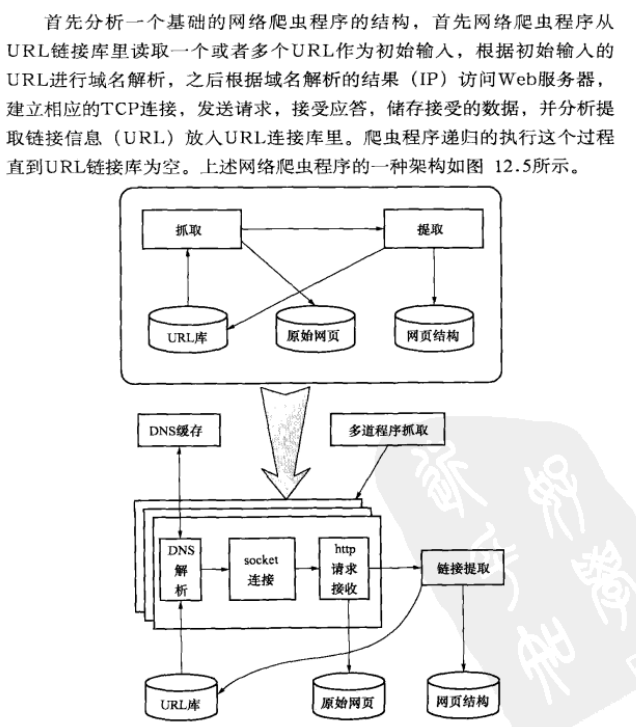 首先分析一个基础的网络爬虫程序的结构，首先网络爬虫程序从
URL链接库里读取一个或者多个URL作为初始输入，根据初始输入的
URL进行域名解析，之后根据域名解析的结果（IP）访问Web服务器，
建立相应的TCP连接，发送请求，接受应答，储存接受的数据，并分析提
取链接信息（URL）放入URL连接库里。爬虫程序递归的执行这个过程
直到URL链接库为空。上述网络爬虫程序的一种架构如图 12.5所示。
抓取
提取
URL库
原始网页
网页结构
DNS缓存
多道程序抓取
DNS
解
析
socket
连接
http
请求
接收
链接提取
URL库
原始网页
网页结构